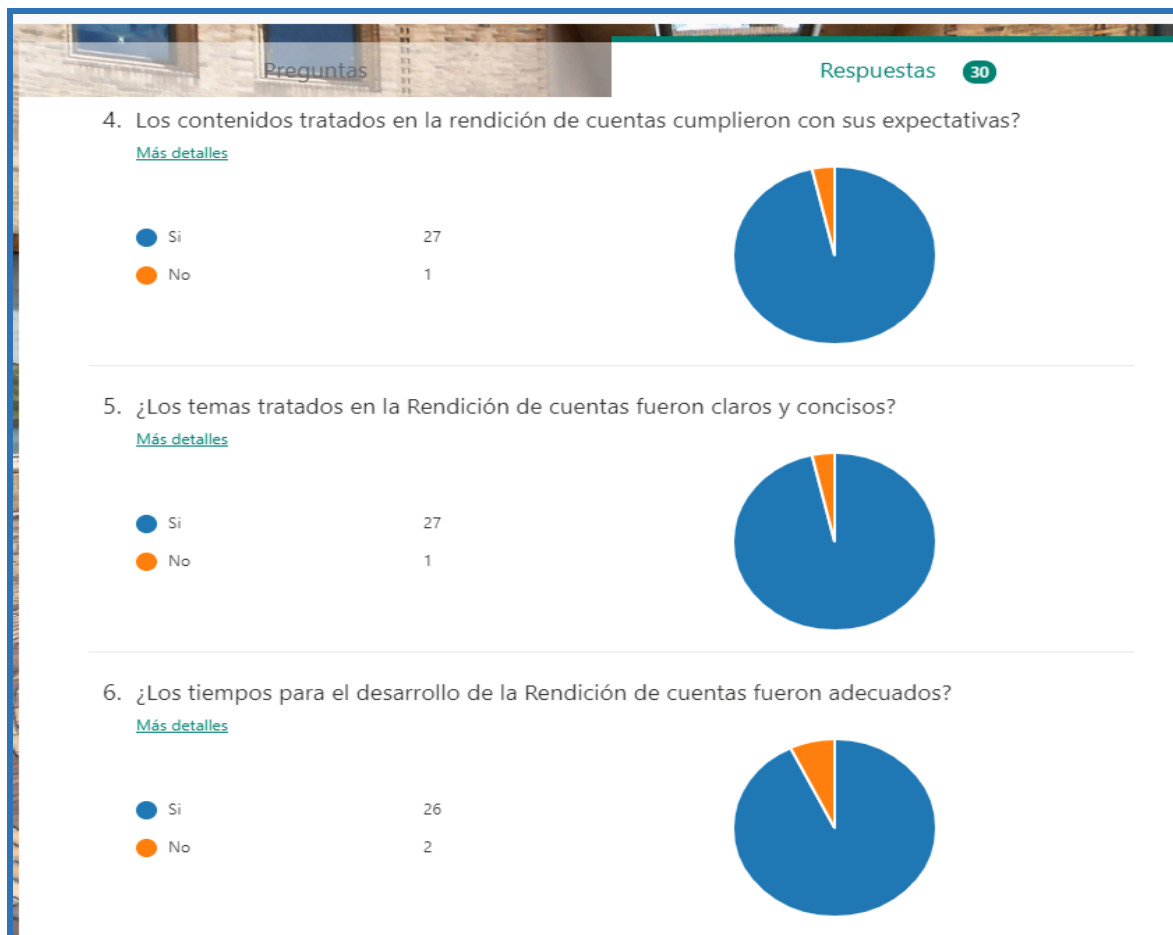 Preguntas
Respuestas 30
4. Los contenidos tratados en la rendición de cuentas cumplieron con sus expectativas?
Más detalles
Si 27
No 1
5. ¿Los temas tratados en la Rendición de cuentas fueron claros y concisos?
Más detalles
Si 27
No 1
6. ¿Los tiempos para el desarrollo de la Rendición de cuentas fueron adecuados?
Más detalles
Si 26
No 2